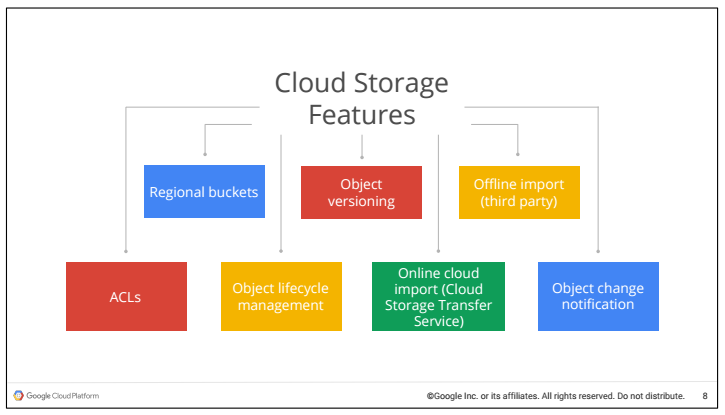 Cloud Storage
Features
Regional buckets
Object
versioning
Offline import
(third party)
ACLs
Object lifecycle
management
Online cloud
import (Cloud
Storage Transfer
Service)
Object change
notification
Google Cloud Platform
©Google Inc. or its affiliates. All rights reserved. Do not distribute.
8